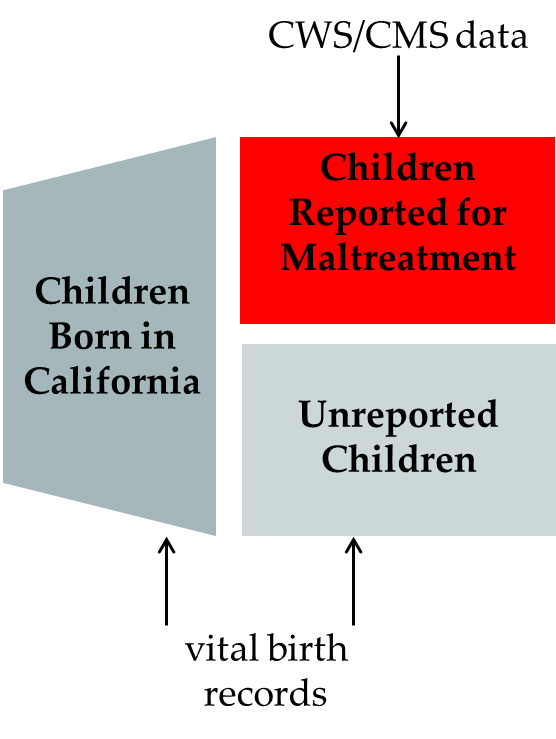 CWS/CMS data
Children
Reported for
Maltreatment
Children
Born in
California
Unreported
Children
vital birth
records